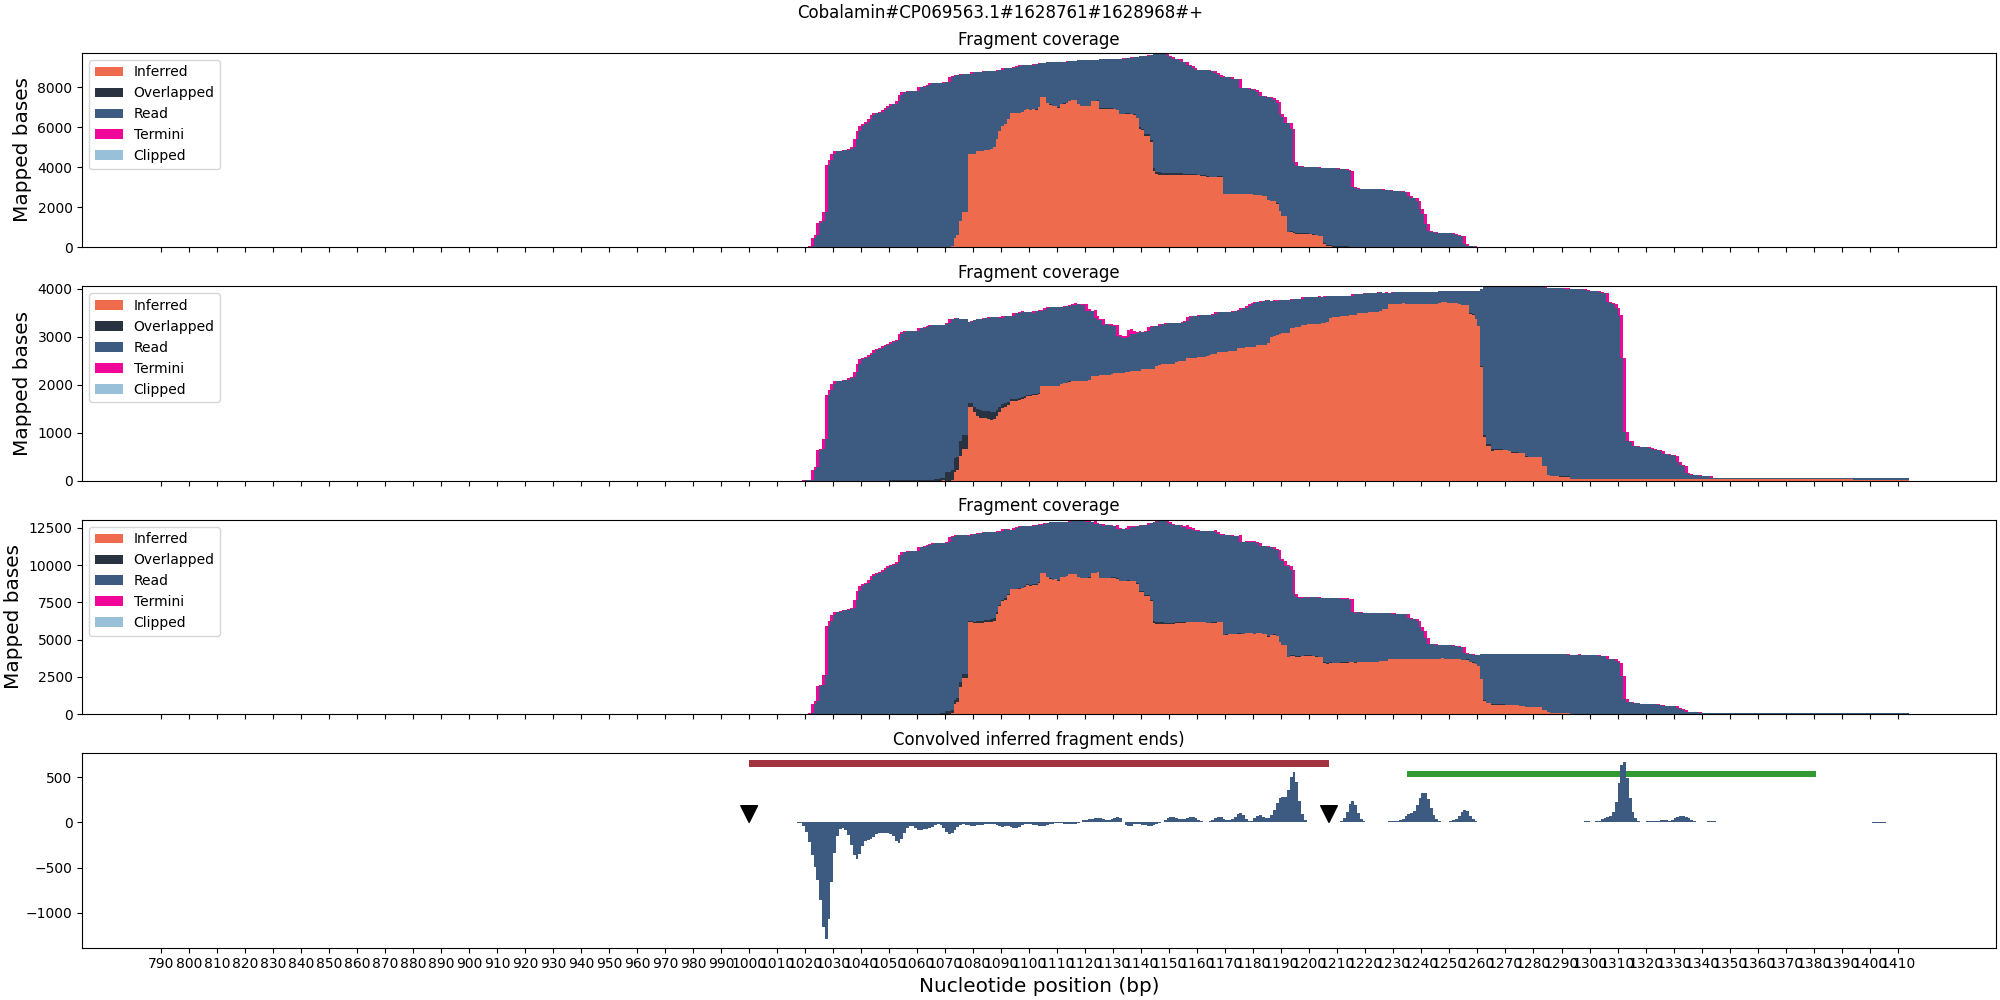 Cobalamin#CP069563.1#1628761#1628968#+
Fragment coverage
Mapped bases
8000
6000
4000
2000
0
Inferred
Overlapped
Read
Termini
Clipped
Fragment coverage
Mapped bases
4000
3000
2000
1000
0
Inferred
Overlapped
Read
Termini
Clipped
Fragment coverage
Mapped bases
12500
10000
7500
5000
2500
0
Inferred
Overlapped
Read
Termini
Clipped
Convolved inferred fragment ends)
500
0
−500
−1000
790 800 810 820 830 840 850 860 870 880 890 900 910 920 930 940 950 960 970 980 990 1000 1010 1020 1030 1040 1050 1060 1070 1080 1090 1100 1110 1120 1130 1140 1150 1160 1170 1180 1190 1200 1210 1220 1230 1240 1250 1260 1270 1280 1290 1300 1310 1320 1330 1340 1350 1360 1370 1380 1390 1400 1410
Nucleotide position (bp)